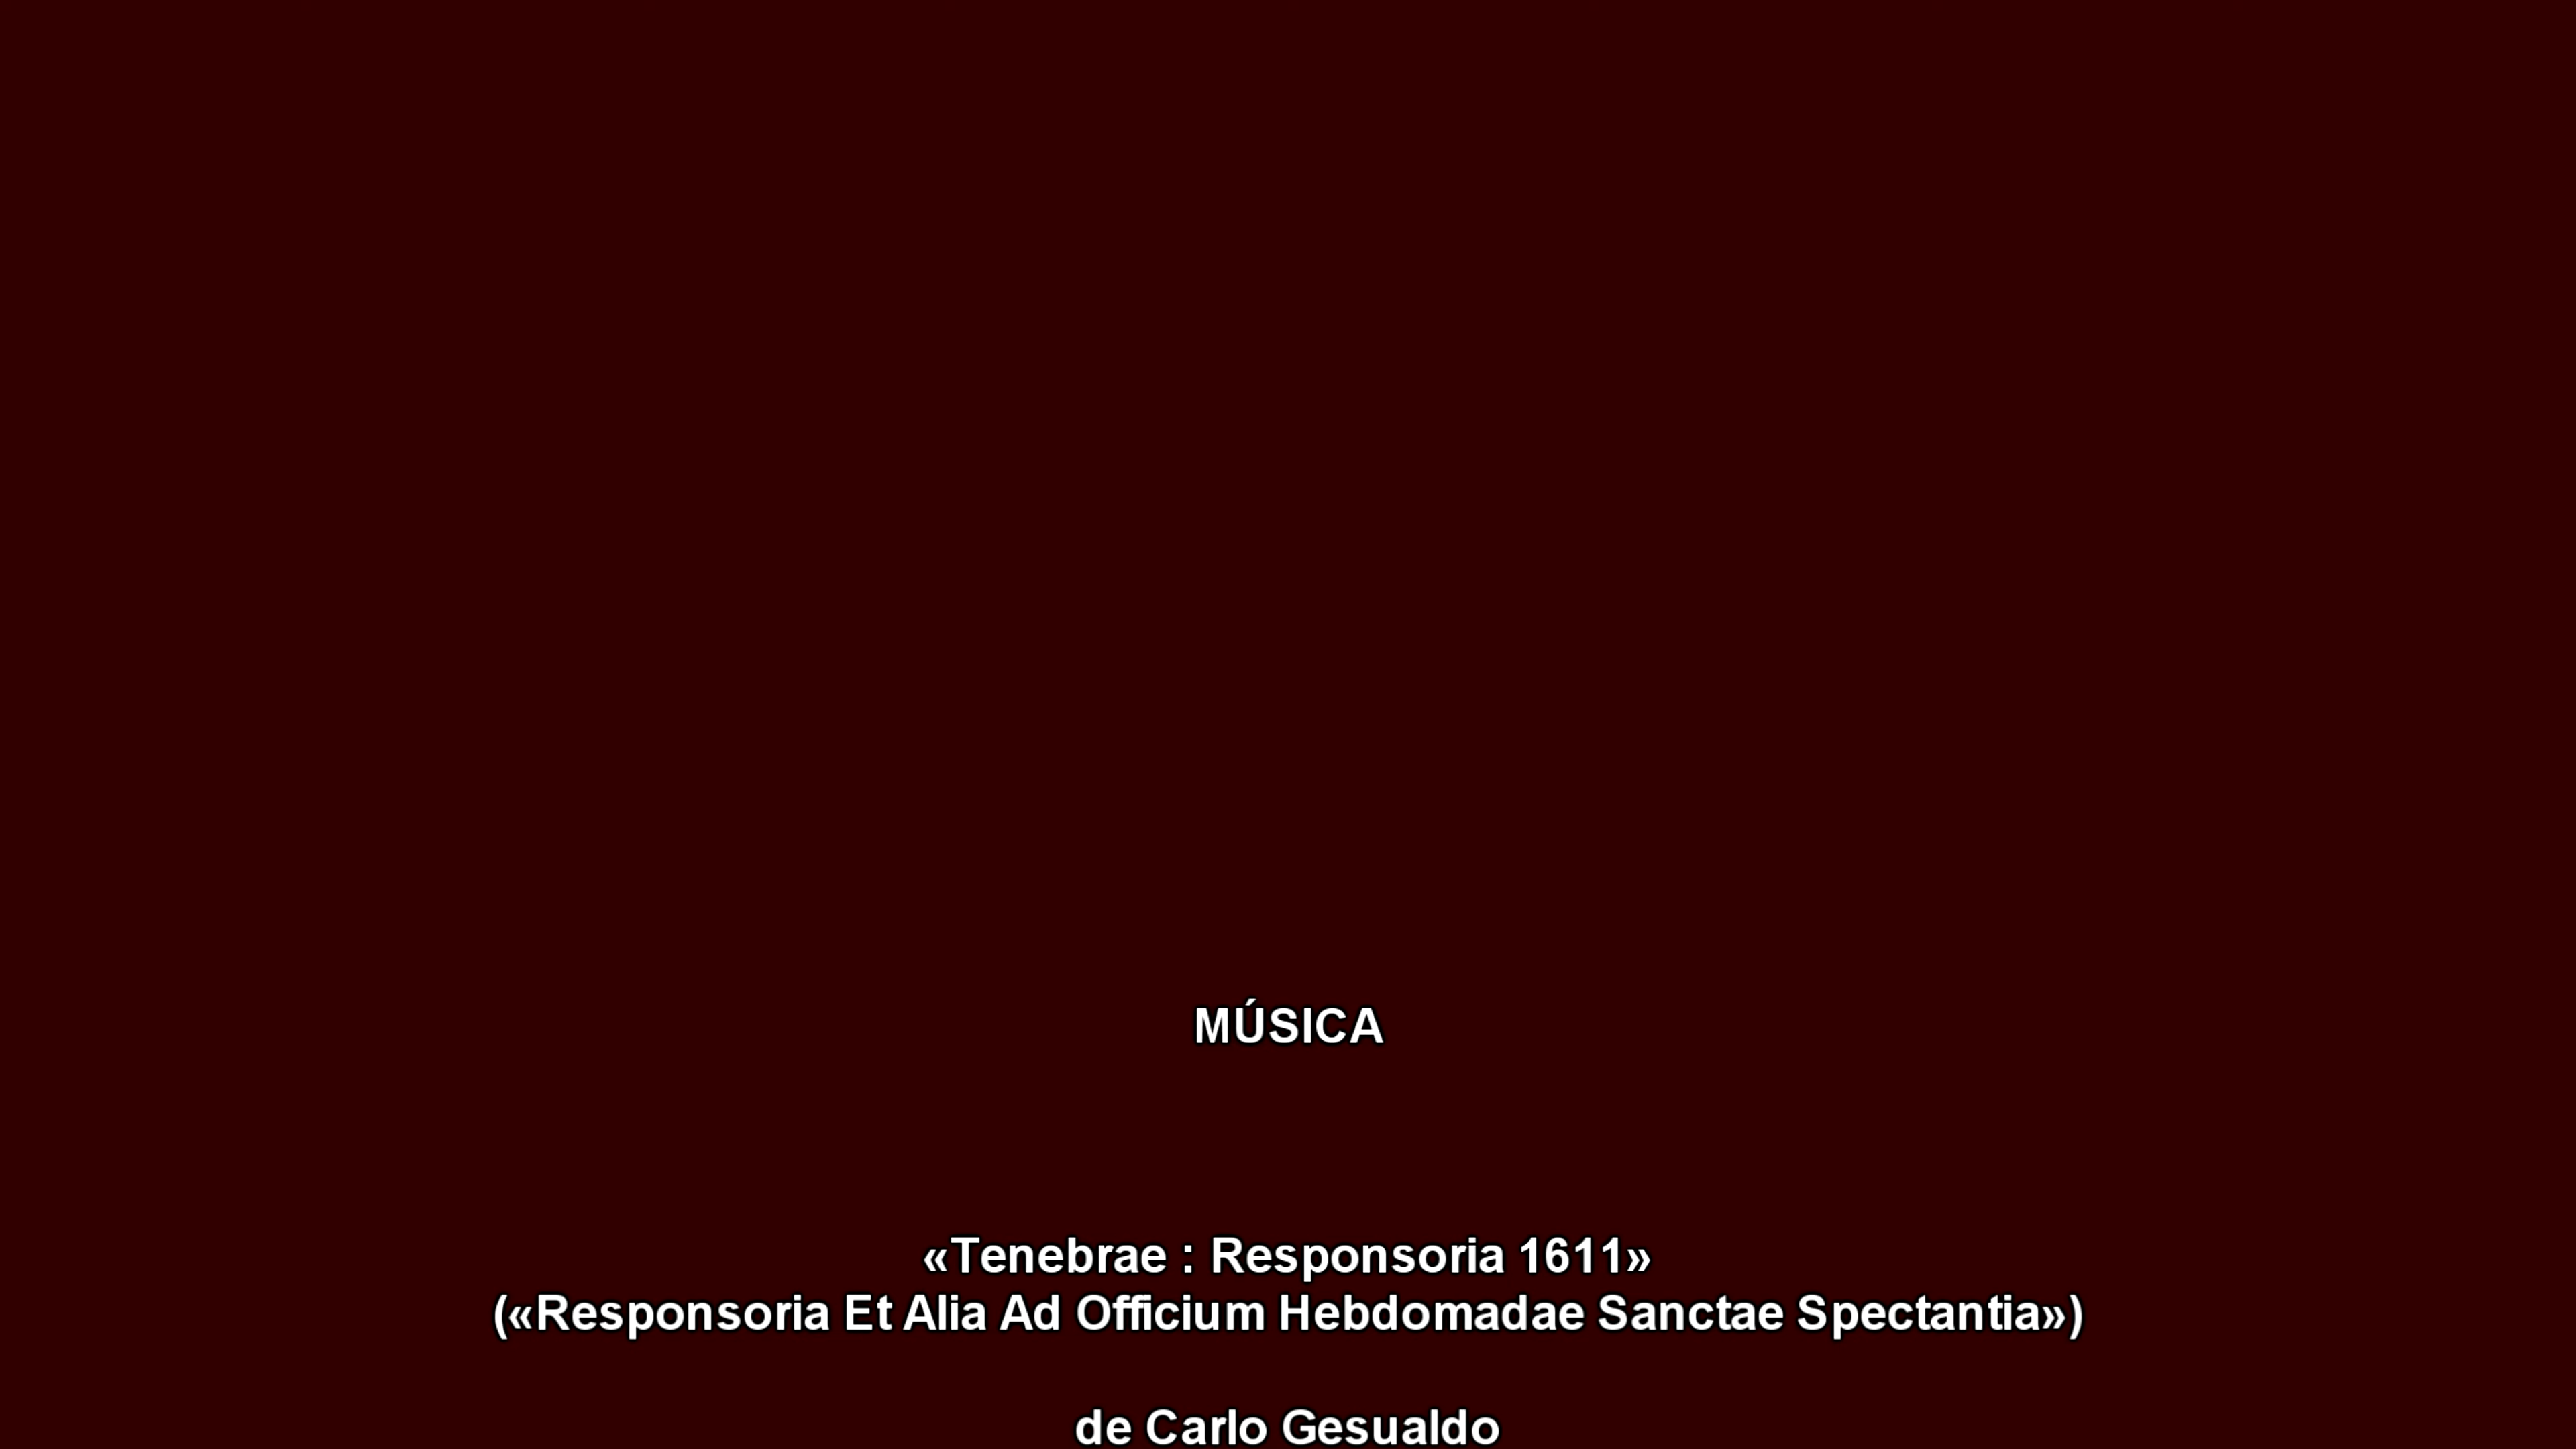 MÚSICA
«Tenebrae : Responsoria 1611»
(«Responsoria Et Alia Ad Officium Hebdomadae Sanctae Spectantia»)
de Carlo Gesualdo